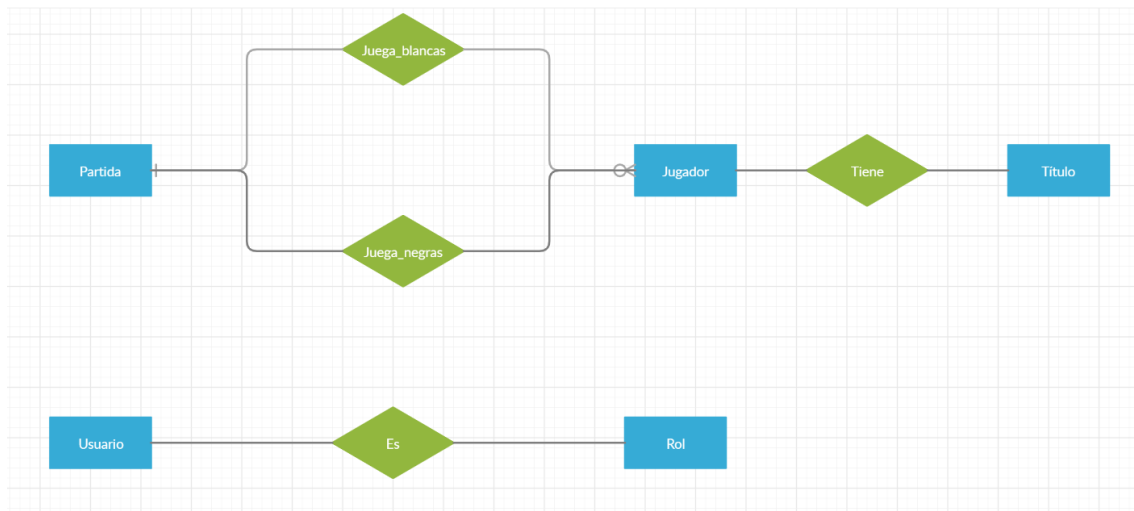 Juega_blancas
Partida
Jugador
Tiene
Título
Juega_negras
Usuario
Es
Rol